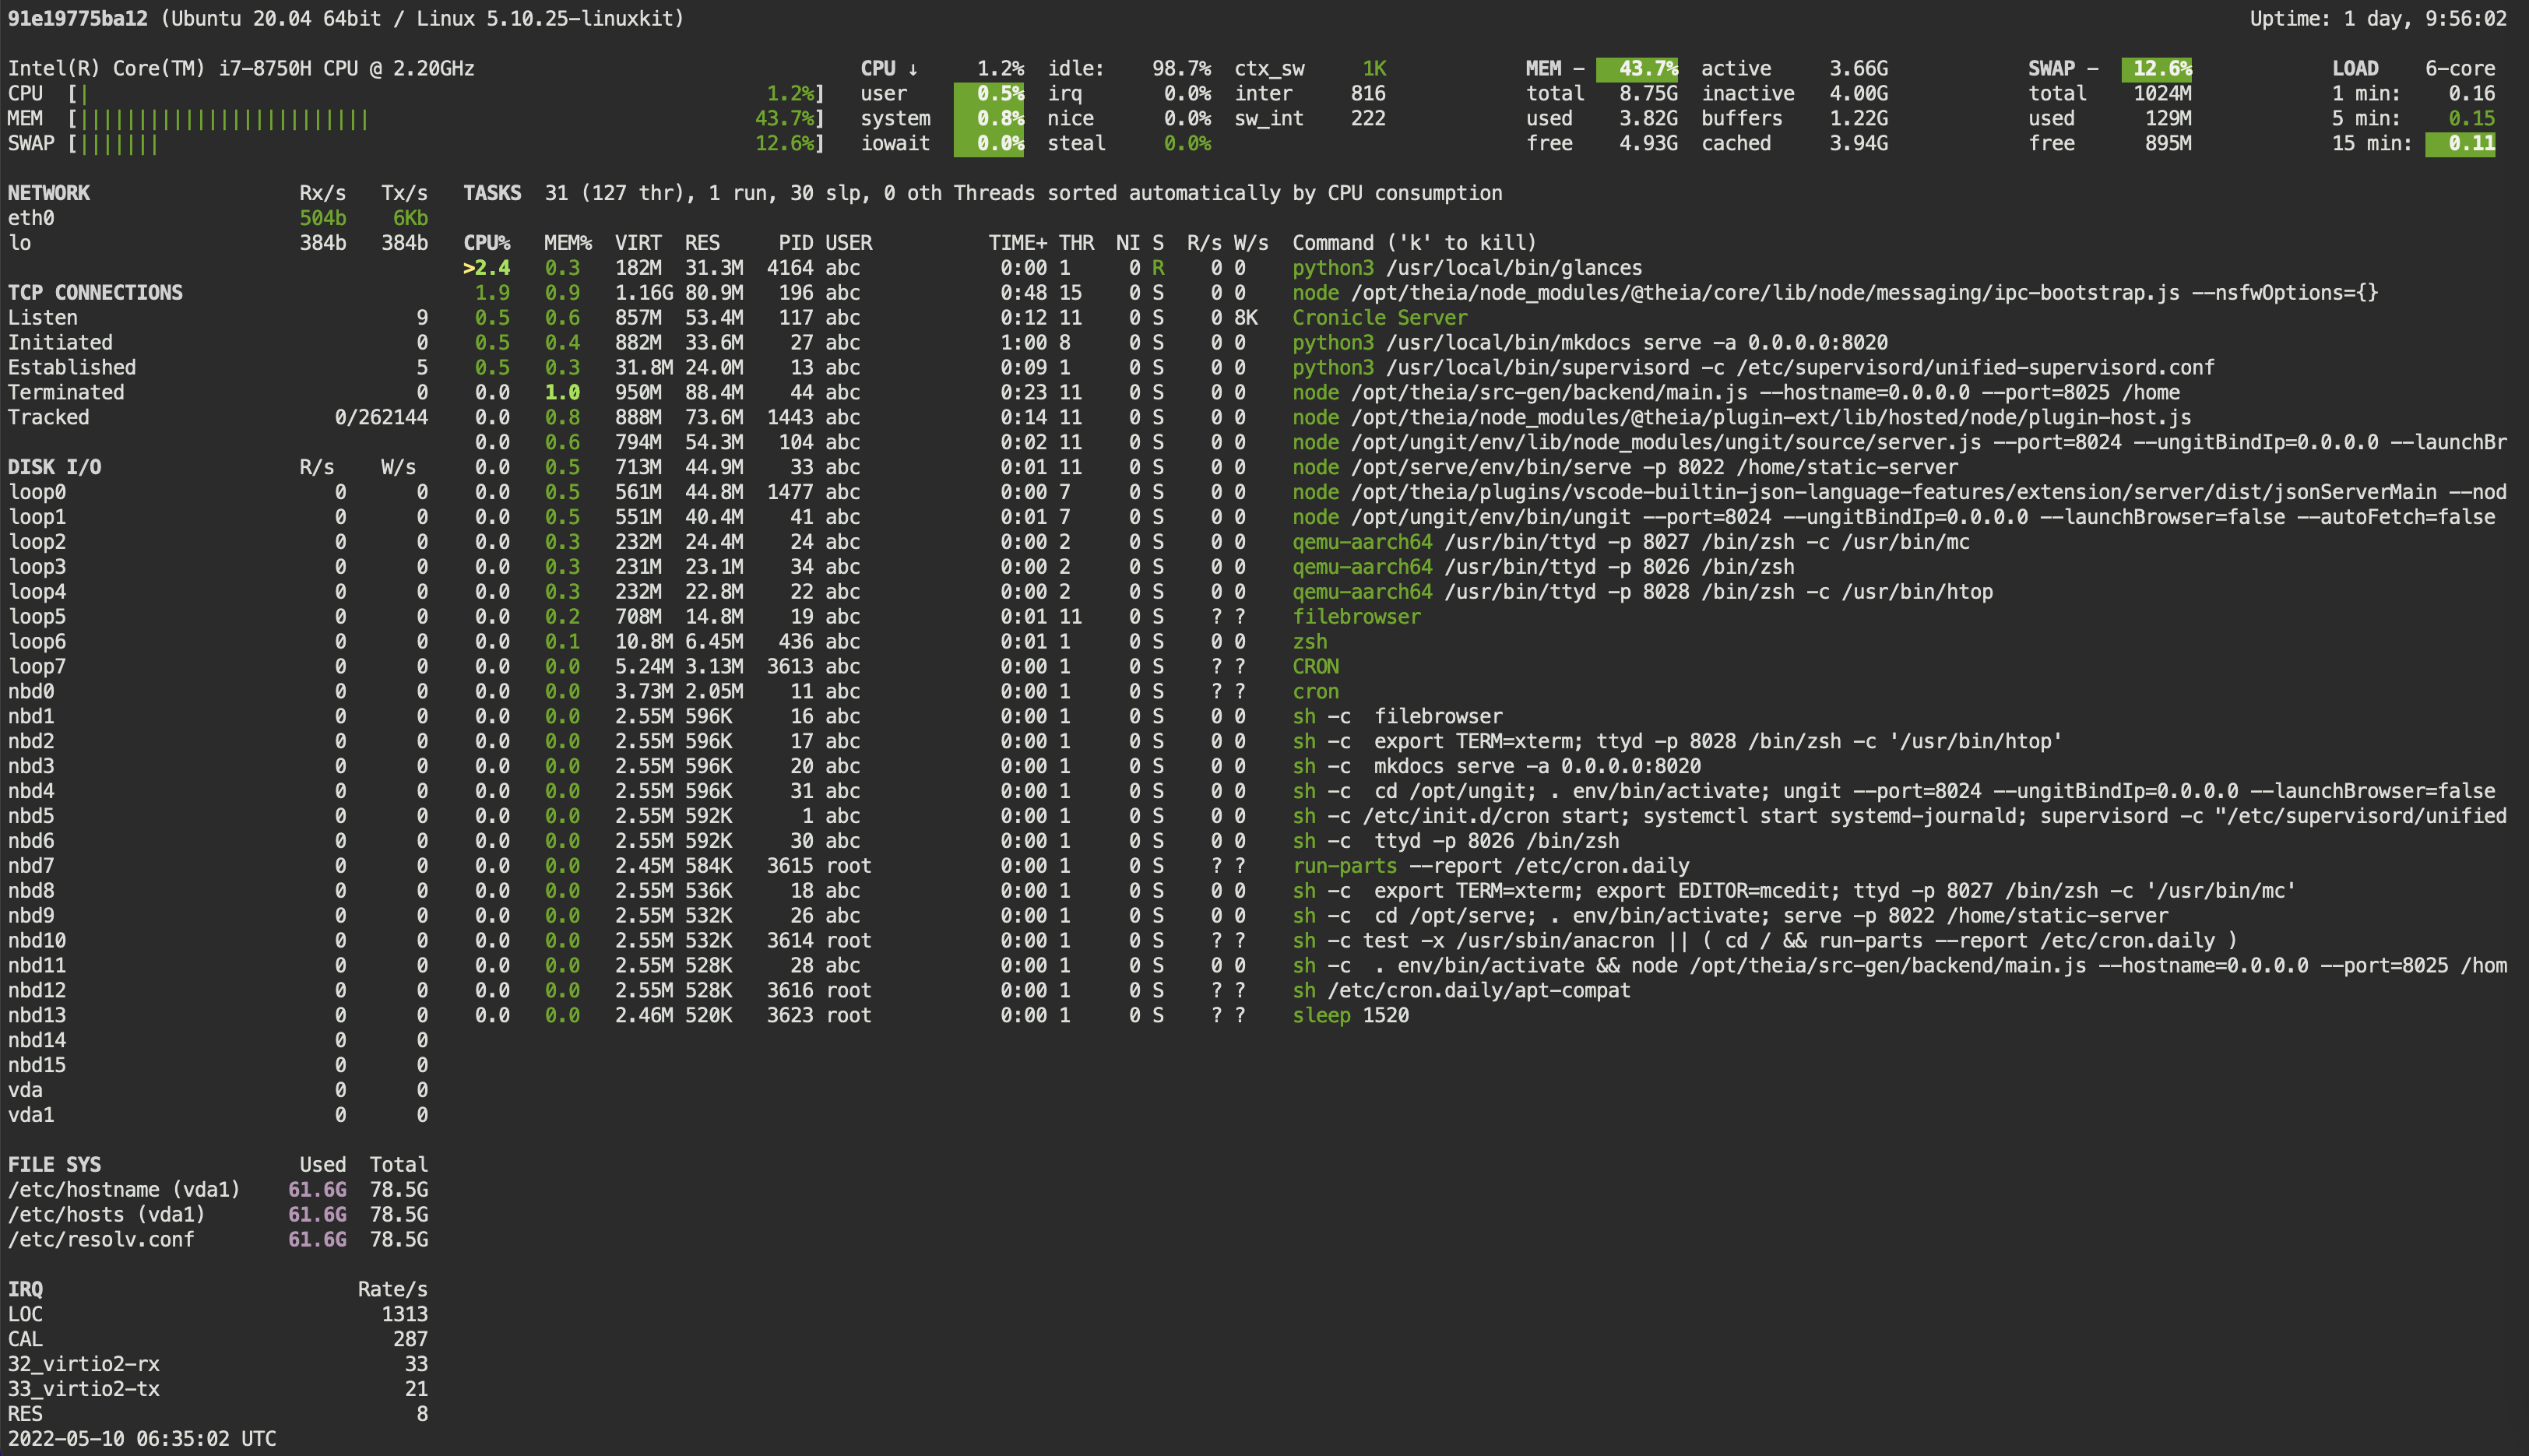 91e19775ba12 (Ubuntu 20.04 64bit / Linux 5.10.25-linuxkit) Uptime: 1 day, 9:56:02
Intel(R) Core(TM) i7-8750H CPU @ 2.20GHz CPU ↓ 1.2% idle: 98.7% ctx_sw 1K MEM - 43.7% active 3.66G SWAP - 12.6% LOAD 6-core
CPU [| 1.2%] user 0.5% irq 0.0% inter 816 total 8.75G inactive 4.00G total 1024M 1 min: 0.16
MEM [||||||||||||||||||||||||| 43.7%] system 0.8% nice 0.0% sw_int 222 used 3.82G buffers 1.22G used 129M 5 min: 0.15
SWAP [||||||| 12.6%] iowait 0.0% steal 0.0% free 4.93G cached 3.94G free 895M 15 min: 0.11
NETWORK Rx/s Tx/s TASKS 31 (127 thr), 1 run, 30 slp, 0 oth Threads sorted automatically by CPU consumption
eth0 504b 6Kb
lo 384b 384b CPU% MEM% VIRT RES PID USER TIME+ THR NI S R/s W/s Command ('k' to kill)
>2.4 0.3 182M 31.3M 4164 abc 0:00 1 0 R 0 0 python3 /usr/local/bin/glances
TCP CONNECTIONS 1.9 0.9 1.16G 80.9M 196 abc 0:48 15 0 S 0 0 node /opt/theia/node_modules/@theia/core/lib/node/messaging/ipc-bootstrap.js --nsfwOptions={}
Listen 9 0.5 0.6 857M 53.4M 117 abc 0:12 11 0 S 0 8K Cronicle Server
Initiated 0 0.5 0.4 882M 33.6M 27 abc 1:00 8 0 S 0 0 python3 /usr/local/bin/mkdocs serve -a 0.0.0.0:8020
Established 5 0.5 0.3 31.8M 24.0M 13 abc 0:09 1 0 S 0 0 python3 /usr/local/bin/supervisord -c /etc/supervisord/unified-supervisord.conf
Terminated 0 0.0 1.0 950M 88.4M 44 abc 0:23 11 0 S 0 0 node /opt/theia/src-gen/backend/main.js --hostname=0.0.0.0 --port=8025 /home
Tracked 0/262144 0.0 0.8 888M 73.6M 1443 abc 0:14 11 0 S 0 0 node /opt/theia/node_modules/@theia/plugin-ext/lib/hosted/node/plugin-host.js
0.0 0.6 794M 54.3M 104 abc 0:02 11 0 S 0 0 node /opt/ungit/env/lib/node_modules/ungit/source/server.js --port=8024 --ungitBindIp=0.0.0.0 --launchBr
DISK I/O R/s W/s 0.0 0.5 713M 44.9M 33 abc 0:01 11 0 S 0 0 node /opt/serve/env/bin/serve -p 8022 /home/static-server
loop0 0 0 0.0 0.5 561M 44.8M 1477 abc 0:00 7 0 S 0 0 node /opt/theia/plugins/vscode-builtin-json-language-features/extension/server/dist/jsonServerMain --nod
loop1 0 0 0.0 0.5 551M 40.4M 41 abc 0:01 7 0 S 0 0 node /opt/ungit/env/bin/ungit --port=8024 --ungitBindIp=0.0.0.0 --launchBrowser=false --autoFetch=false
loop2 0 0 0.0 0.3 232M 24.4M 24 abc 0:00 2 0 S 0 0 qemu-aarch64 /usr/bin/ttyd -p 8027 /bin/zsh -c /usr/bin/mc
loop3 0 0 0.0 0.3 231M 23.1M 34 abc 0:00 2 0 S 0 0 qemu-aarch64 /usr/bin/ttyd -p 8026 /bin/zsh
loop4 0 0 0.0 0.3 232M 22.8M 22 abc 0:00 2 0 S 0 0 qemu-aarch64 /usr/bin/ttyd -p 8028 /bin/zsh -c /usr/bin/htop
loop5 0 0 0.0 0.2 708M 14.8M 19 abc 0:01 11 0 S ? ? filebrowser
loop6 0 0 0.0 0.1 10.8M 6.45M 436 abc 0:01 1 0 S 0 0 zsh
loop7 0 0 0.0 0.0 5.24M 3.13M 3613 abc 0:00 1 0 S ? ? CRON
nbd0 0 0 0.0 0.0 3.73M 2.05M 11 abc 0:00 1 0 S ? ? cron
nbd1 0 0 0.0 0.0 2.55M 596K 16 abc 0:00 1 0 S 0 0 sh -c filebrowser
nbd2 0 0 0.0 0.0 2.55M 596K 17 abc 0:00 1 0 S 0 0 sh -c export TERM=xterm; ttyd -p 8028 /bin/zsh -c '/usr/bin/htop'
nbd3 0 0 0.0 0.0 2.55M 596K 20 abc 0:00 1 0 S 0 0 sh -c mkdocs serve -a 0.0.0.0:8020
nbd4 0 0 0.0 0.0 2.55M 596K 31 abc 0:00 1 0 S 0 0 sh -c cd /opt/ungit; . env/bin/activate; ungit --port=8024 --ungitBindIp=0.0.0.0 --launchBrowser=false
nbd5 0 0 0.0 0.0 2.55M 592K 1 abc 0:00 1 0 S 0 0 sh -c /etc/init.d/cron start; systemctl start systemd-journald; supervisord -c "/etc/supervisord/unified
nbd6 0 0 0.0 0.0 2.55M 592K 30 abc 0:00 1 0 S 0 0 sh -c ttyd -p 8026 /bin/zsh
nbd7 0 0 0.0 0.0 2.45M 584K 3615 root 0:00 1 0 S ? ? run-parts --report /etc/cron.daily
nbd8 0 0 0.0 0.0 2.55M 536K 18 abc 0:00 1 0 S 0 0 sh -c export TERM=xterm; export EDITOR=mcedit; ttyd -p 8027 /bin/zsh -c '/usr/bin/mc'
nbd9 0 0 0.0 0.0 2.55M 532K 26 abc 0:00 1 0 S 0 0 sh -c cd /opt/serve; . env/bin/activate; serve -p 8022 /home/static-server
nbd10 0 0 0.0 0.0 2.55M 532K 3614 root 0:00 1 0 S ? ? sh -c test -x /usr/sbin/anacron || ( cd / && run-parts --report /etc/cron.daily )
nbd11 0 0 0.0 0.0 2.55M 528K 28 abc 0:00 1 0 S 0 0 sh -c . env/bin/activate && node /opt/theia/src-gen/backend/main.js --hostname=0.0.0.0 --port=8025 /hom
nbd12 0 0 0.0 0.0 2.55M 528K 3616 root 0:00 1 0 S ? ? sh /etc/cron.daily/apt-compat
nbd13 0 0 0.0 0.0 2.46M 520K 3623 root 0:00 1 0 S ? ? sleep 1520
nbd14 0 0
nbd15 0 0
vda 0 0
vda1 0 0
FILE SYS Used Total
/etc/hostname (vda1) 61.6G 78.5G
/etc/hosts (vda1) 61.6G 78.5G
/etc/resolv.conf 61.6G 78.5G
IRQ Rate/s
LOC 1313
CAL 287
32_virtio2-rx 33
33_virtio2-tx 21
RES 8
2022-05-10 06:35:02 UTC